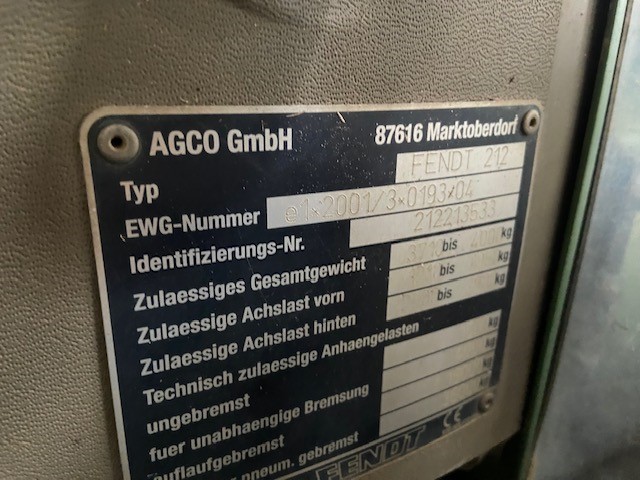 AGCO GmbH 87616 Marktoberdorf
Typ FENDT 212
EWG-Nummer e1*2001/3*0193*04
Identifizierungs-Nr. 212213533
Zulaessiges Gesamtgewicht bis kg
Zulaessige Achslast vorn bis kg
Zulaessige Achslast hinten bis kg
Technisch zulaessige Anhaengelasten
ungebremst kg
fuer unabhaengige Bremsung kg
auflaufgebremst kg
pneum. gebremst
FENDT CE